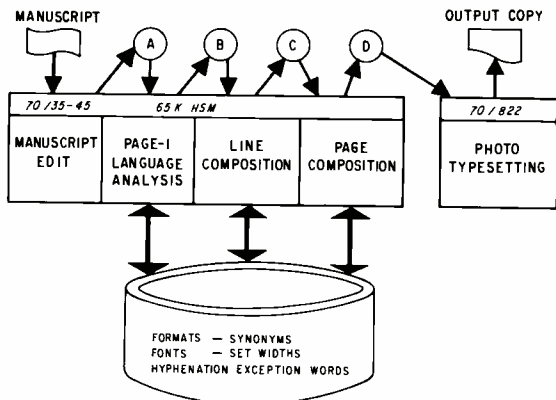 MANUSCRIPT
OUTPUT COPY
A
B
C
D
70/35-45 65K HSM
70/822
MANUSCRIPT
EDIT
PAGE-1
LANGUAGE
ANALYSIS
LINE
COMPOSITION
PAGE
COMPOSITION
PHOTO
TYPESETTING
FORMATS — SYNONYMS
FONTS — SET WIDTHS
HYPHENATION EXCEPTION WORDS